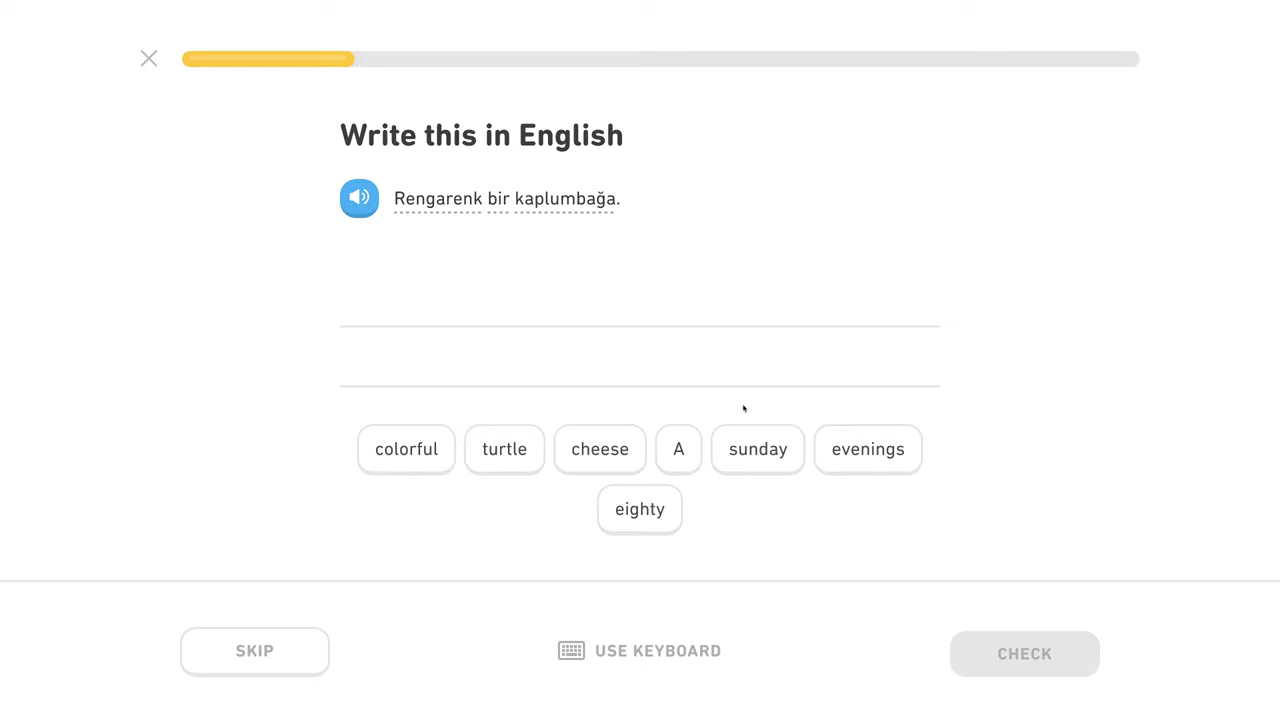 Write this in English
Rengarenk bir kaplumbağa.
colorful turtle cheese A sunday evenings
eighty
SKIP USE KEYBOARD CHECK